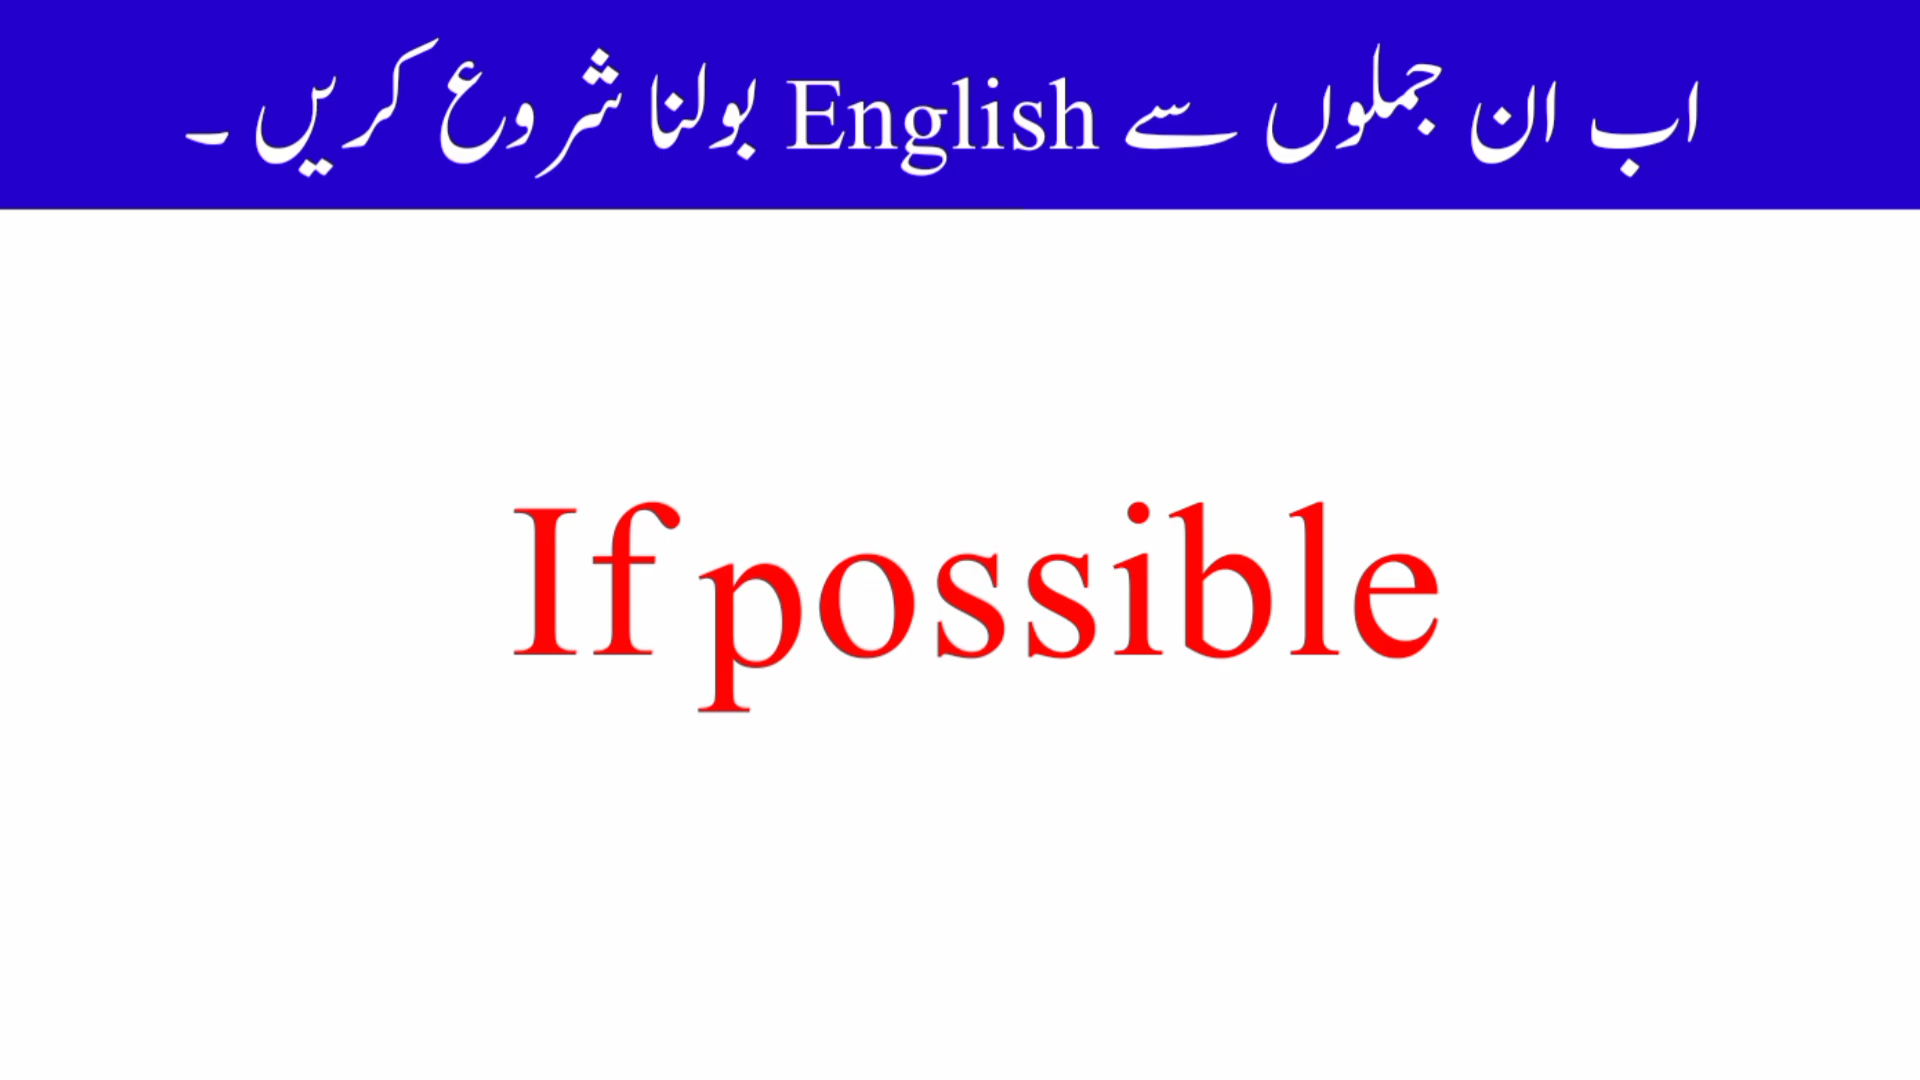 اب ان جملوں سے English بولنا شروع کریں ۔
If possible